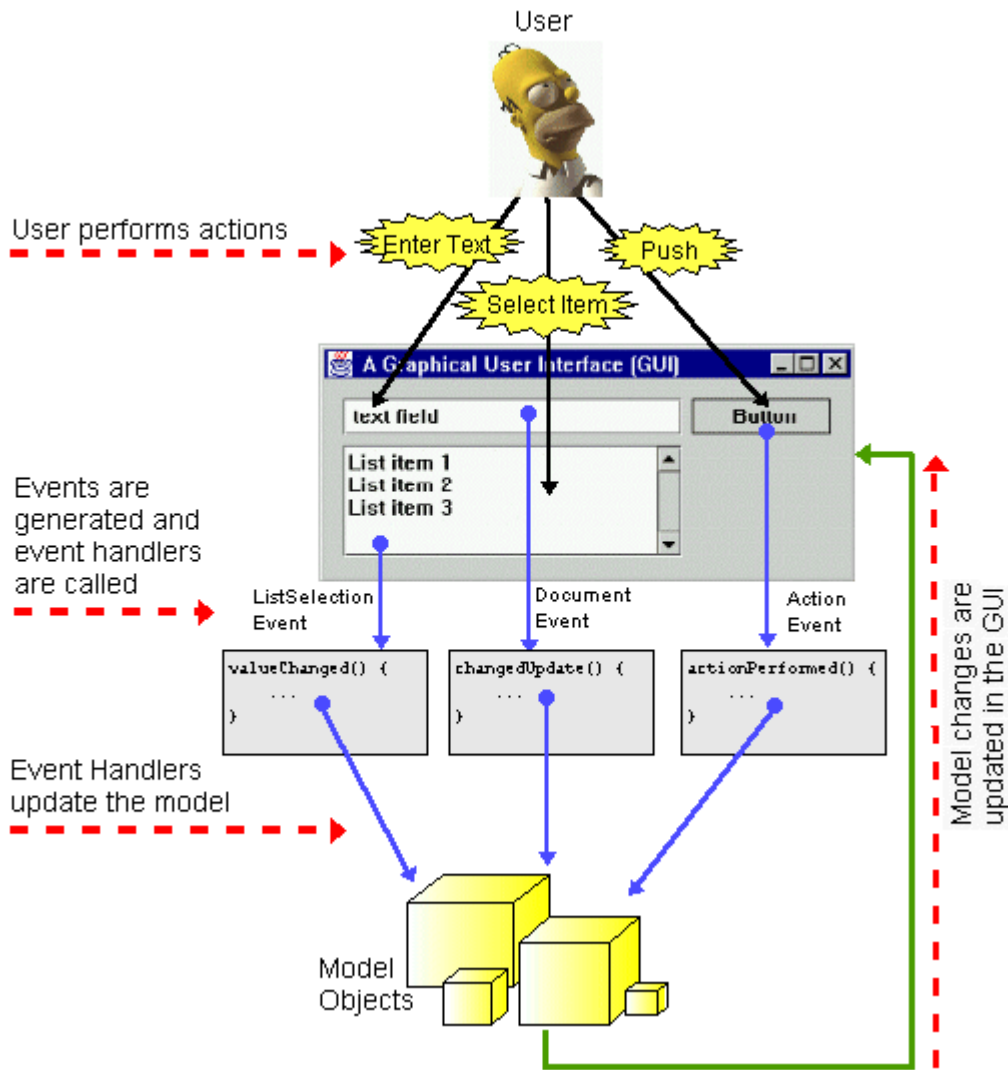 User
User performs actions
Enter Text
Push
Select Item
A Graphical User Interface (GUI)
text field
Button
List item 1
List item 2
List item 3
Events are
generated and
event handlers
are called
ListSelection
Event
Document
Event
Action
Event
valueChanged() {
...
}
changedUpdate() {
...
}
actionPerformed() {
...
}
Event Handlers
update the model
Model
Objects
Model changes are
updated in the GUI